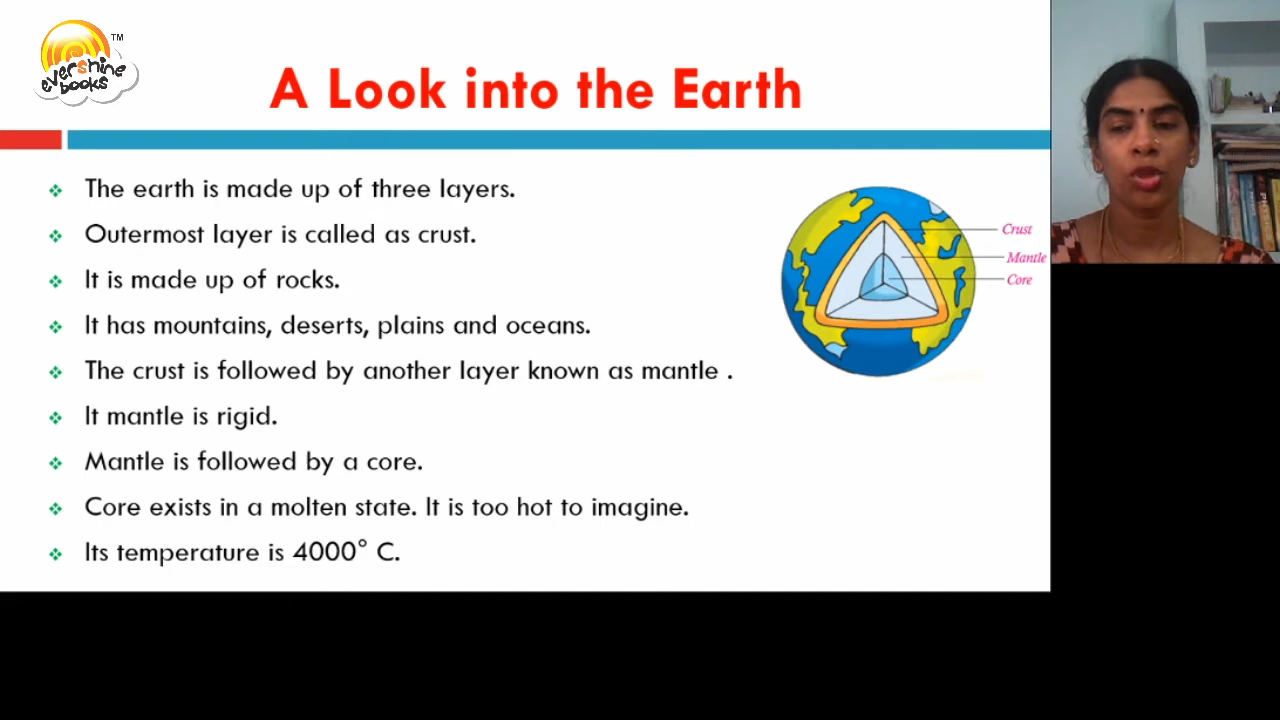 evershine
books
TM
A Look into the Earth
The earth is made up of three layers.
Outermost layer is called as crust.
It is made up of rocks.
It has mountains, deserts, plains and oceans.
The crust is followed by another layer known as mantle .
It mantle is rigid.
Mantle is followed by a core.
Core exists in a molten state. It is too hot to imagine.
Its temperature is 4000° C.
Crust
Mantle
Core